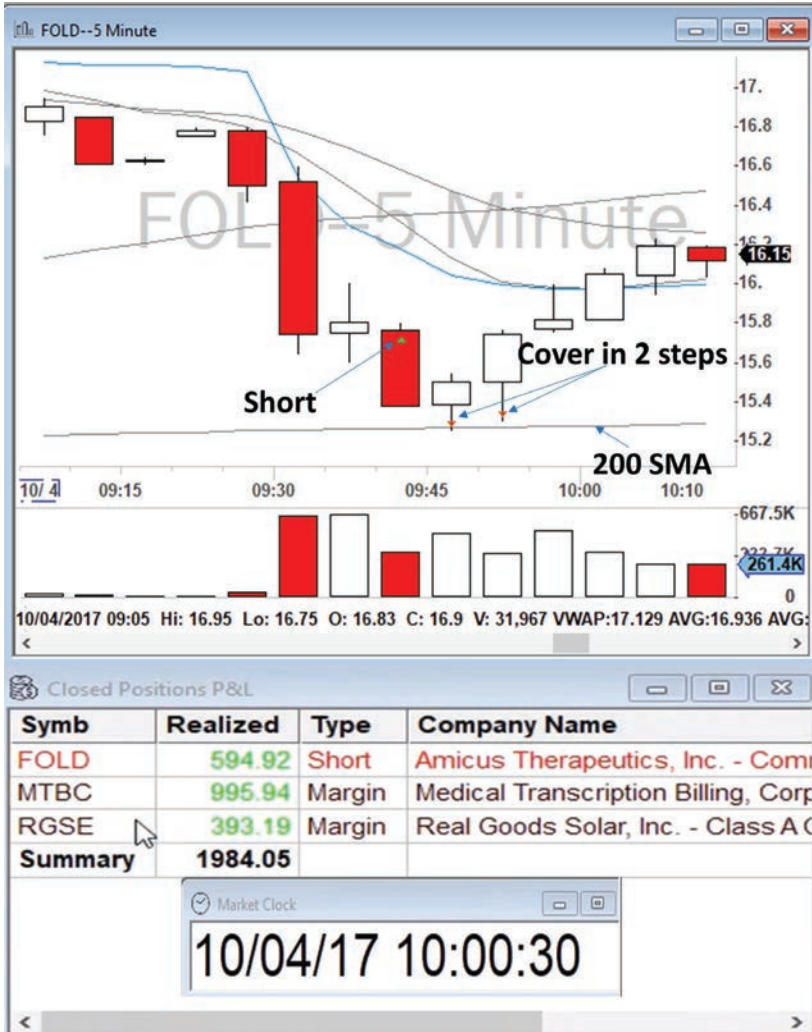 FOLD--5 Minute
FOLD--5 Minute
17.
16.8
16.6
16.4
16.2
16.15
16.
15.8
15.6
15.4
15.2
Short
Cover in 2 steps
200 SMA
10/ 4 09:15 09:30 09:45 10:00 10:10
667.5K
261.4K
0
10/04/2017 09:05 Hi: 16.95 Lo: 16.75 O: 16.83 C: 16.9 V: 31,967 VWAP:17.129 AVG:16.936 AVG:
Closed Positions P&L
Symb Realized Type Company Name
FOLD 594.92 Short Amicus Therapeutics, Inc. - Com
MTBC 995.94 Margin Medical Transcription Billing, Corp
RGSE 393.19 Margin Real Goods Solar, Inc. - Class A
Summary 1984.05
Market Clock
10/04/17 10:00:30